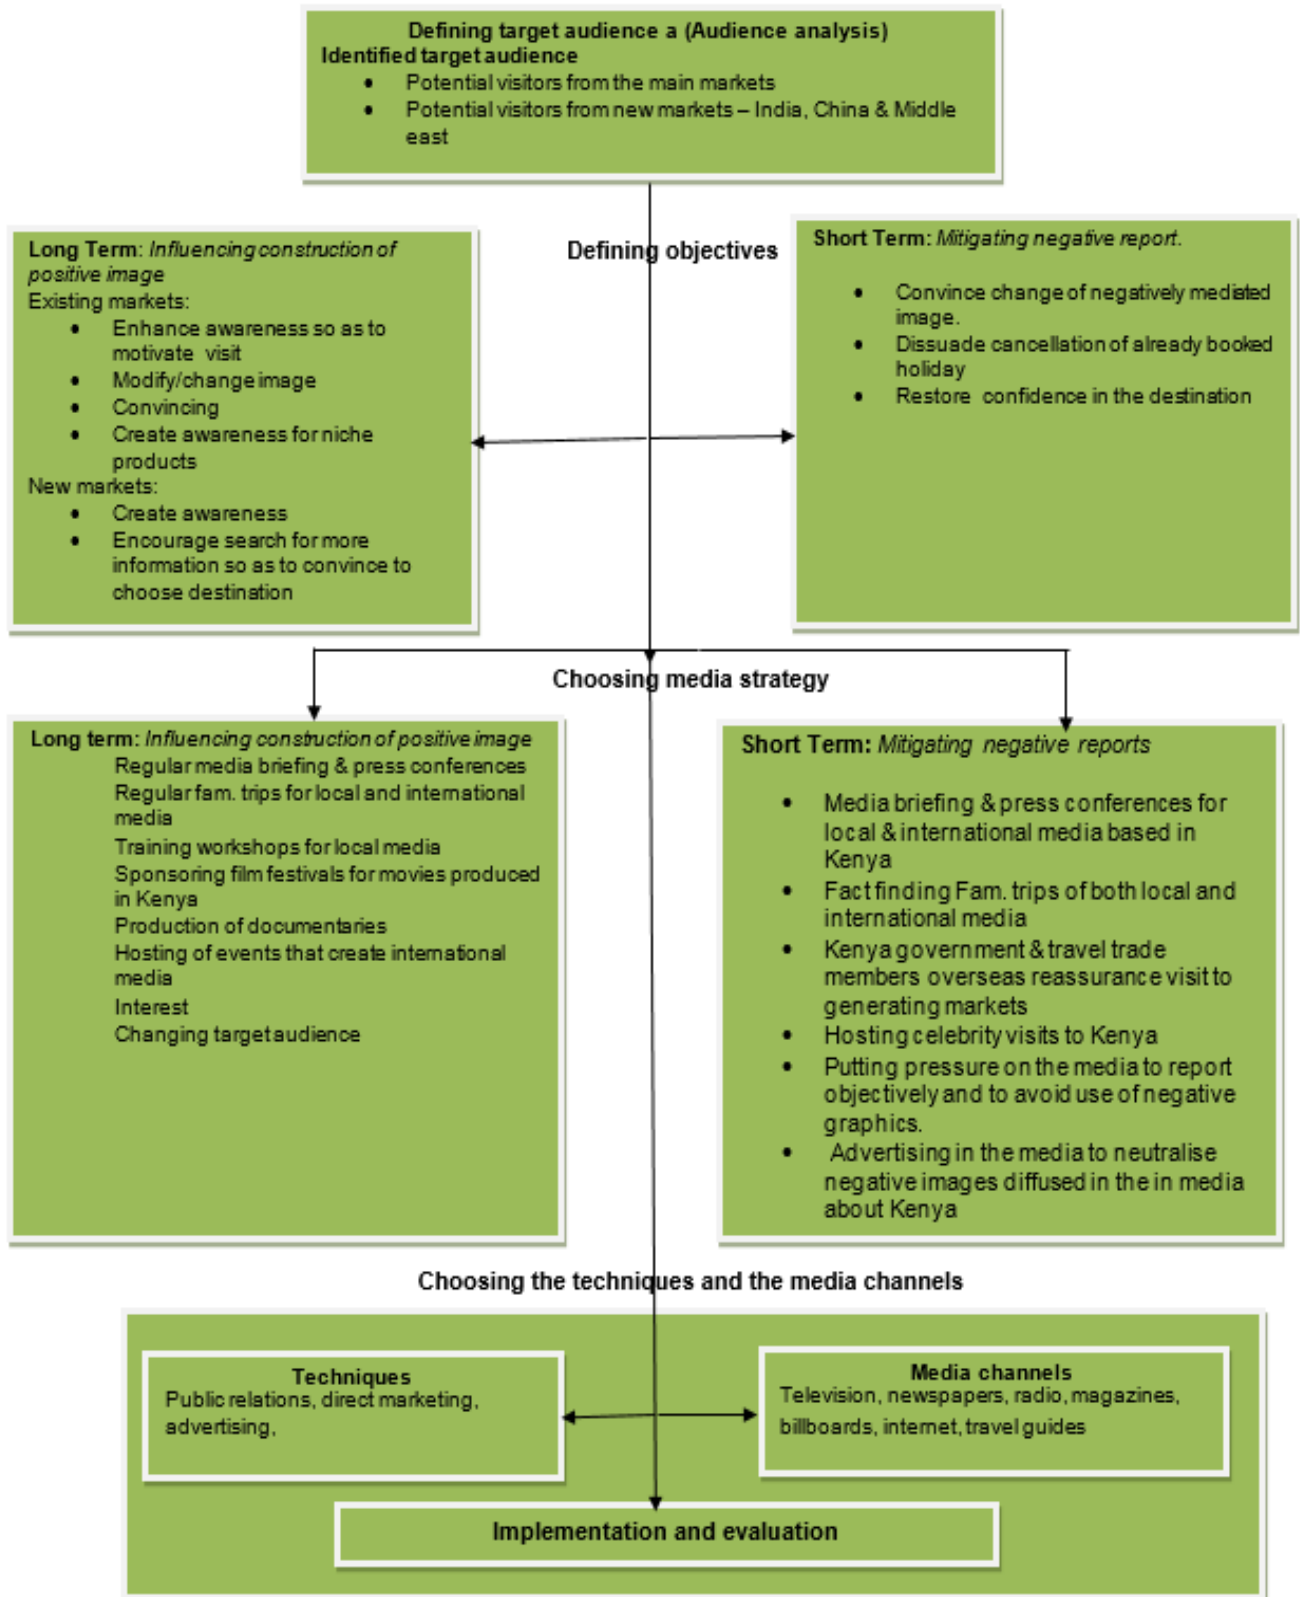 Defining target audience a (Audience analysis)
Identified target audience
• Potential visitors from the main markets
• Potential visitors from new markets – India, China & Middle
east
Defining objectives
Long Term: Influencing construction of
positive image
Existing markets:
• Enhance awareness so as to
motivate visit
• Modify/change image
• Convincing
• Create awareness for niche
products
New markets:
• Create awareness
• Encourage search for more
information so as to convince to
choose destination
Short Term: Mitigating negative report.
• Convince change of negatively mediated
image.
• Dissuade cancellation of already booked
holiday
• Restore confidence in the destination
Choosing media strategy
Long term: Influencing construction of positive image
Regular media briefing & press conferences
Regular fam. trips for local and international
media
Training workshops for local media
Sponsoring film festivals for movies produced
in Kenya
Production of documentaries
Hosting of events that create international
media
Interest
Changing target audience
Short Term: Mitigating negative reports
• Media briefing & press conferences for
local & international media based in
Kenya
• Fact finding Fam. trips of both local and
international media
• Kenya government & travel trade
members overseas reassurance visit to
generating markets
• Hosting celebrity visits to Kenya
• Putting pressure on the media to report
objectively and to avoid use of negative
graphics.
• Advertising in the media to neutralise
negative images diffused in the in media
about Kenya
Choosing the techniques and the media channels
Techniques
Public relations, direct marketing,
advertising,
Media channels
Television, newspapers, radio, magazines,
billboards, internet, travel guides
Implementation and evaluation